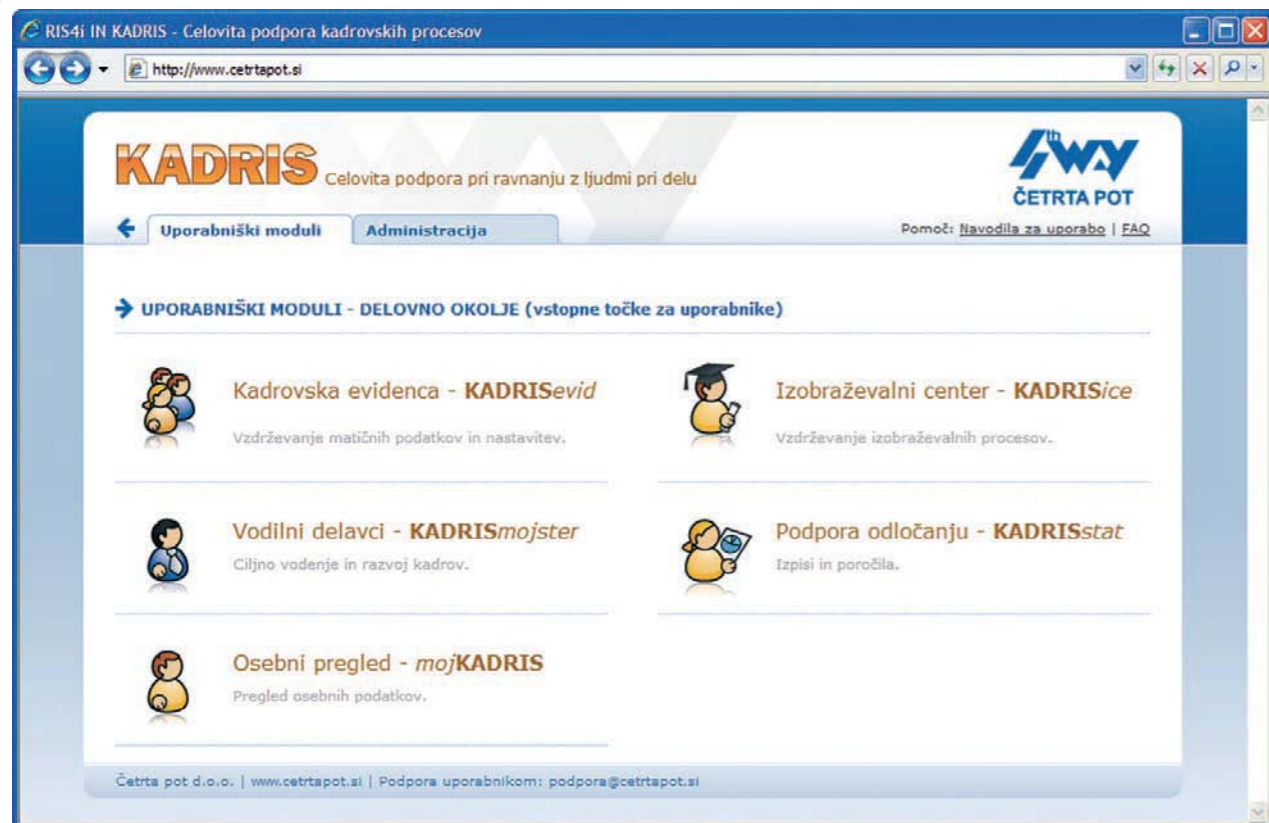 RIS4i IN KADRIS - Celovita podpora kadrovskih procesov
http://www.cetrtapot.si
KADRIS Celovita podpora pri ravnanju z ljudmi pri delu
4th WAY
ČETRTA POT
Uporabniški moduli Administracija
Pomoč: Navodila za uporabo | FAQ
UPORABNIŠKI MODULI - DELOVNO OKOLJE (vstopne točke za uporabnike)
Kadrovska evidenca - KADRISevid
Vzdrževanje matičnih podatkov in nastavitev.
Izobraževalni center - KADRISice
Vzdrževanje izobraževalnih procesov.
Vodilni delavci - KADRISmojster
Ciljno vodenje in razvoj kadrov.
Podpora odločanju - KADRISstat
Izpisi in poročila.
Osebni pregled - mojKADRIS
Pregled osebnih podatkov.
Četrta pot d.o.o. | www.cetrtapot.si | Podpora uporabnikom: podpora@cetrtapot.si